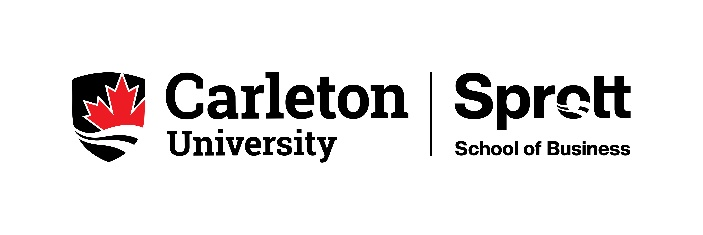 Carleton
University
Sprott
School of Business